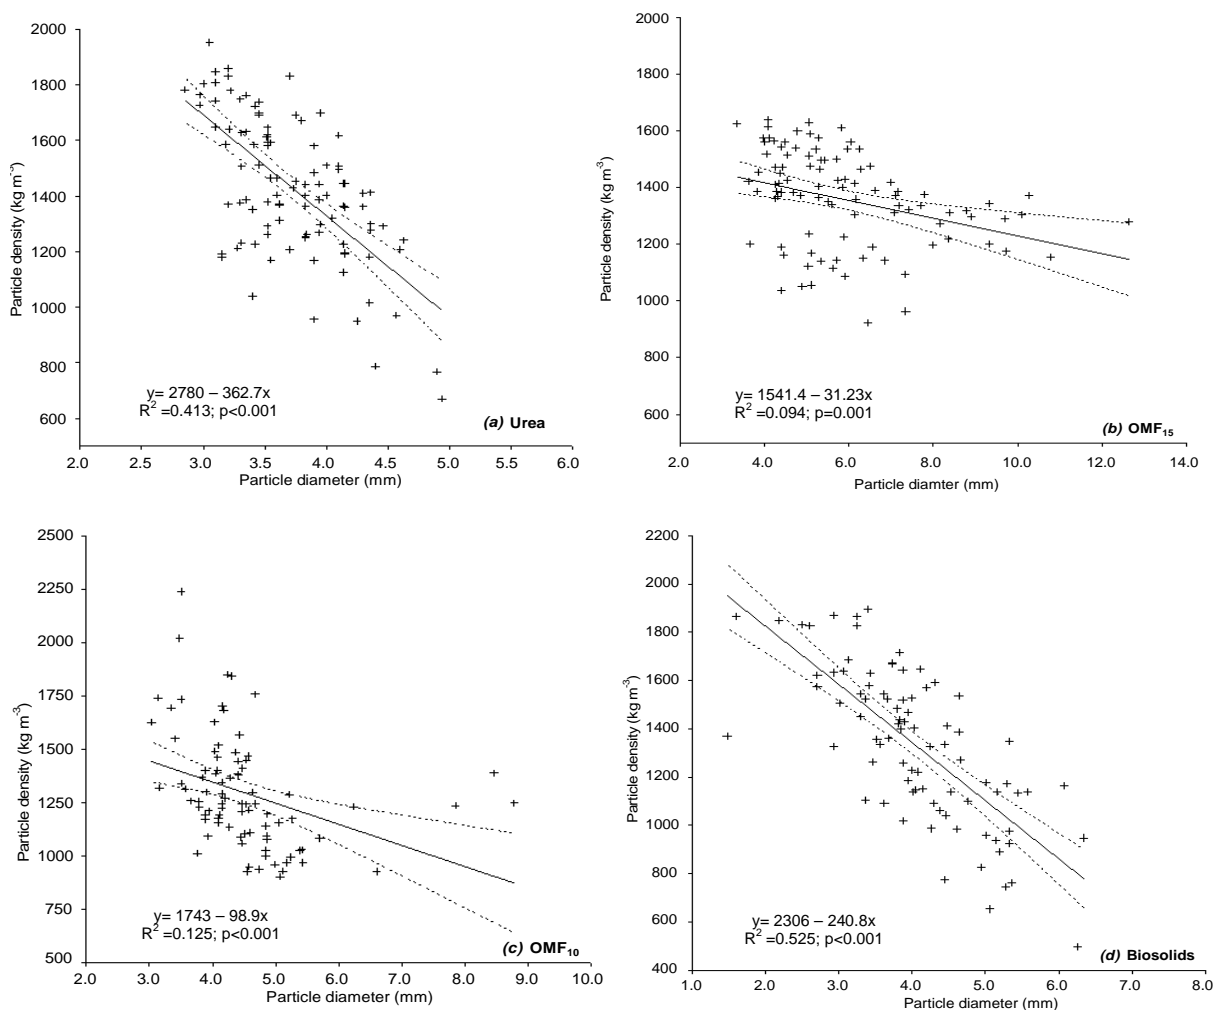 2000
1800
1600
1400
1200
1000
800
600
Particle density (kg m⁻³)
y= 2780 – 362.7x
R² =0.413; p<0.001
(a) Urea
2.0 2.5 3.0 3.5 4.0 4.5 5.0 5.5 6.0
Particle diameter (mm)
2000
1800
1600
1400
1200
1000
800
600
Particle density (kg m⁻³)
y= 1541.4 – 31.23x
R² =0.094; p=0.001
(b) OMF₁₅
2.0 4.0 6.0 8.0 10.0 12.0 14.0
Particle diamter (mm)
2500
2250
2000
1750
1500
1250
1000
750
500
Particle density (kg m⁻³)
y= 1743 – 98.9x
R² =0.125; p<0.001
(c) OMF₁₀
2.0 3.0 4.0 5.0 6.0 7.0 8.0 9.0 10.0
Particle diameter (mm)
2200
2000
1800
1600
1400
1200
1000
800
600
400
Particle density (kg m⁻³)
y= 2306 – 240.8x
R² =0.525; p<0.001
(d) Biosolids
1.0 2.0 3.0 4.0 5.0 6.0 7.0 8.0
Particle diameter (mm)